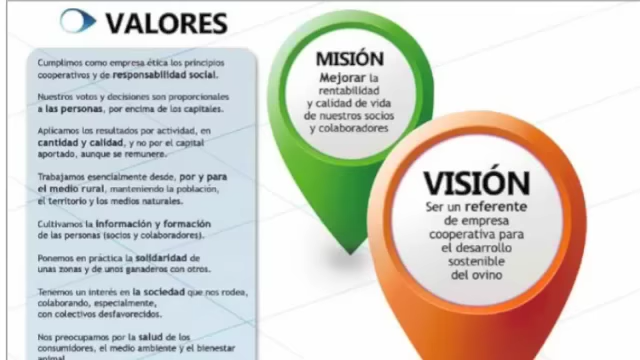 VALORES
Cumplimos como empresa ética los principios
cooperativos y de responsabilidad social.
Nuestros votos y decisiones son proporcionales
a las personas, por encima de los capitales.
Aplicamos los resultados por actividad, en
cantidad y calidad, y no por el capital
aportado, aunque se remunere.
Trabajamos esencialmente desde, por y para
el medio rural, manteniendo la población,
el territorio y los medios naturales.
Cultivamos la información y formación
de las personas (socios y colaboradores).
Ponemos en práctica la solidaridad de
unas zonas y de unos ganaderos con otros.
Tenemos un interés en la sociedad que nos rodea,
colaborando, especialmente,
con colectivos desfavorecidos.
Nos preocupamos por la salud de los
consumidores, el medio ambiente y el bienestar
animal.
MISIÓN
Mejorar la
rentabilidad
y calidad de vida
de nuestros socios
y colaboradores
VISIÓN
Ser un referente
de empresa
cooperativa para
el desarrollo
sostenible
del ovino